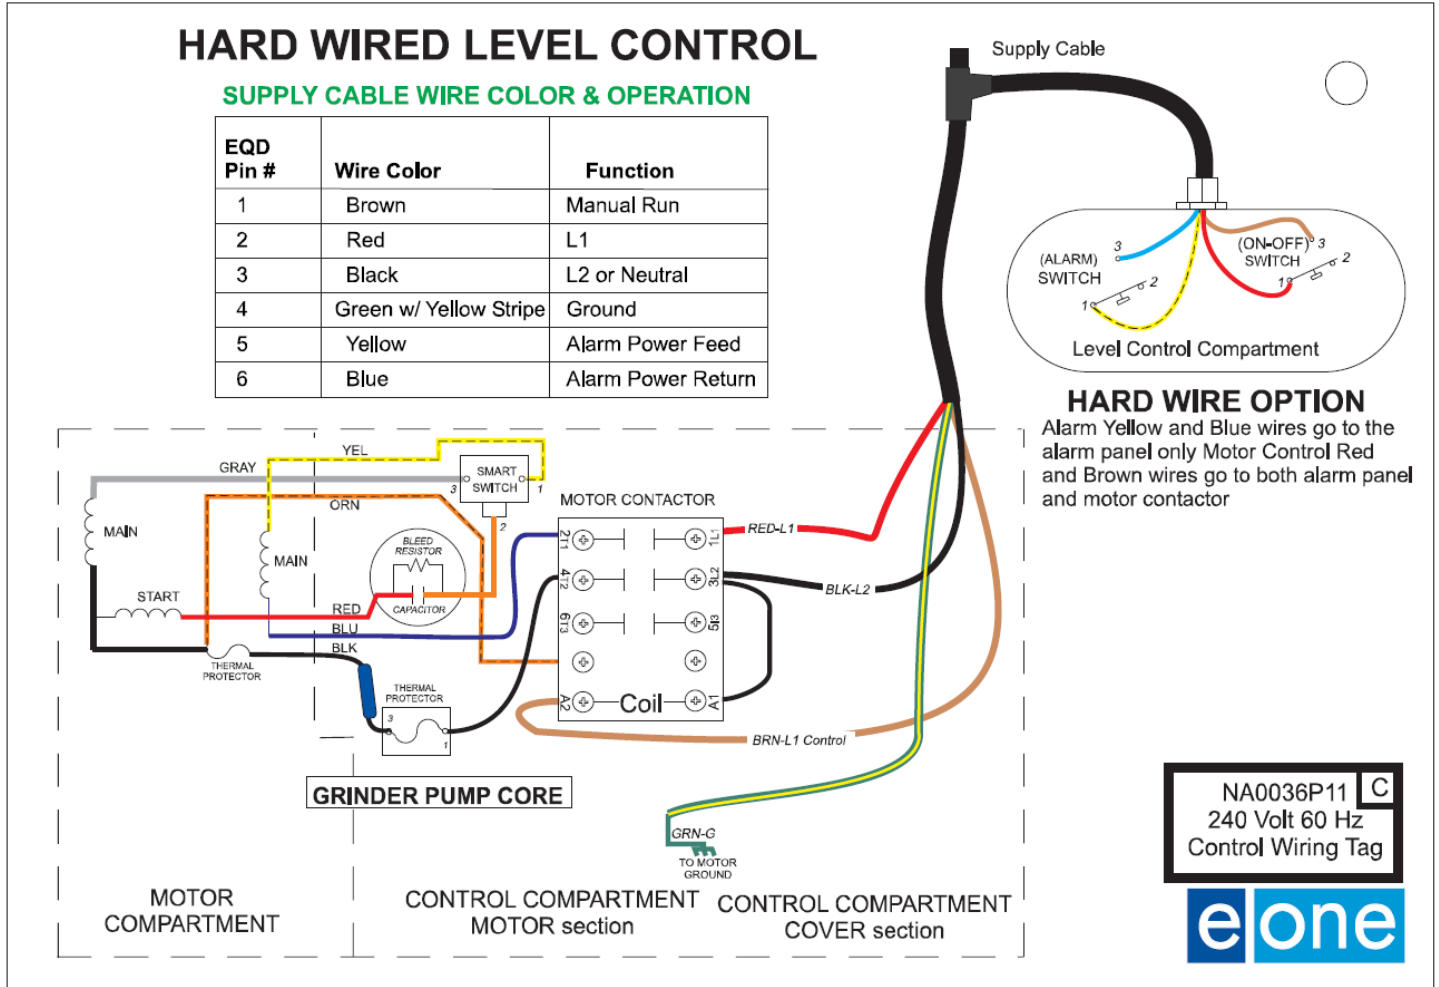 HARD WIRED LEVEL CONTROL
SUPPLY CABLE WIRE COLOR & OPERATION
EQD Pin # Wire Color Function
1 Brown Manual Run
2 Red L1
3 Black L2 or Neutral
4 Green w/ Yellow Stripe Ground
5 Yellow Alarm Power Feed
6 Blue Alarm Power Return
Supply Cable
3
(ALARM)
SWITCH
2
1
(ON-OFF) 3
SWITCH
2
1
Level Control Compartment
HARD WIRE OPTION
Alarm Yellow and Blue wires go to the
alarm panel only Motor Control Red
and Brown wires go to both alarm panel
and motor contactor
YEL
GRAY
SMART
SWITCH
3
1
2
ORN
MAIN
MAIN
START
BLEED
RESISTOR
CAPACITOR
RED
BLU
BLK
THERMAL
PROTECTOR
THERMAL
PROTECTOR
3
1
MOTOR CONTACTOR
2T1
1L1
4T2
3L2
6T3
5l3
A2
Coil
A1
RED-L1
BLK-L2
BRN-L1 Control
GRINDER PUMP CORE
GRN-G
TO MOTOR
GROUND
MOTOR
COMPARTMENT
CONTROL COMPARTMENT
MOTOR section
CONTROL COMPARTMENT
COVER section
NA0036P11 C
240 Volt 60 Hz
Control Wiring Tag
e one